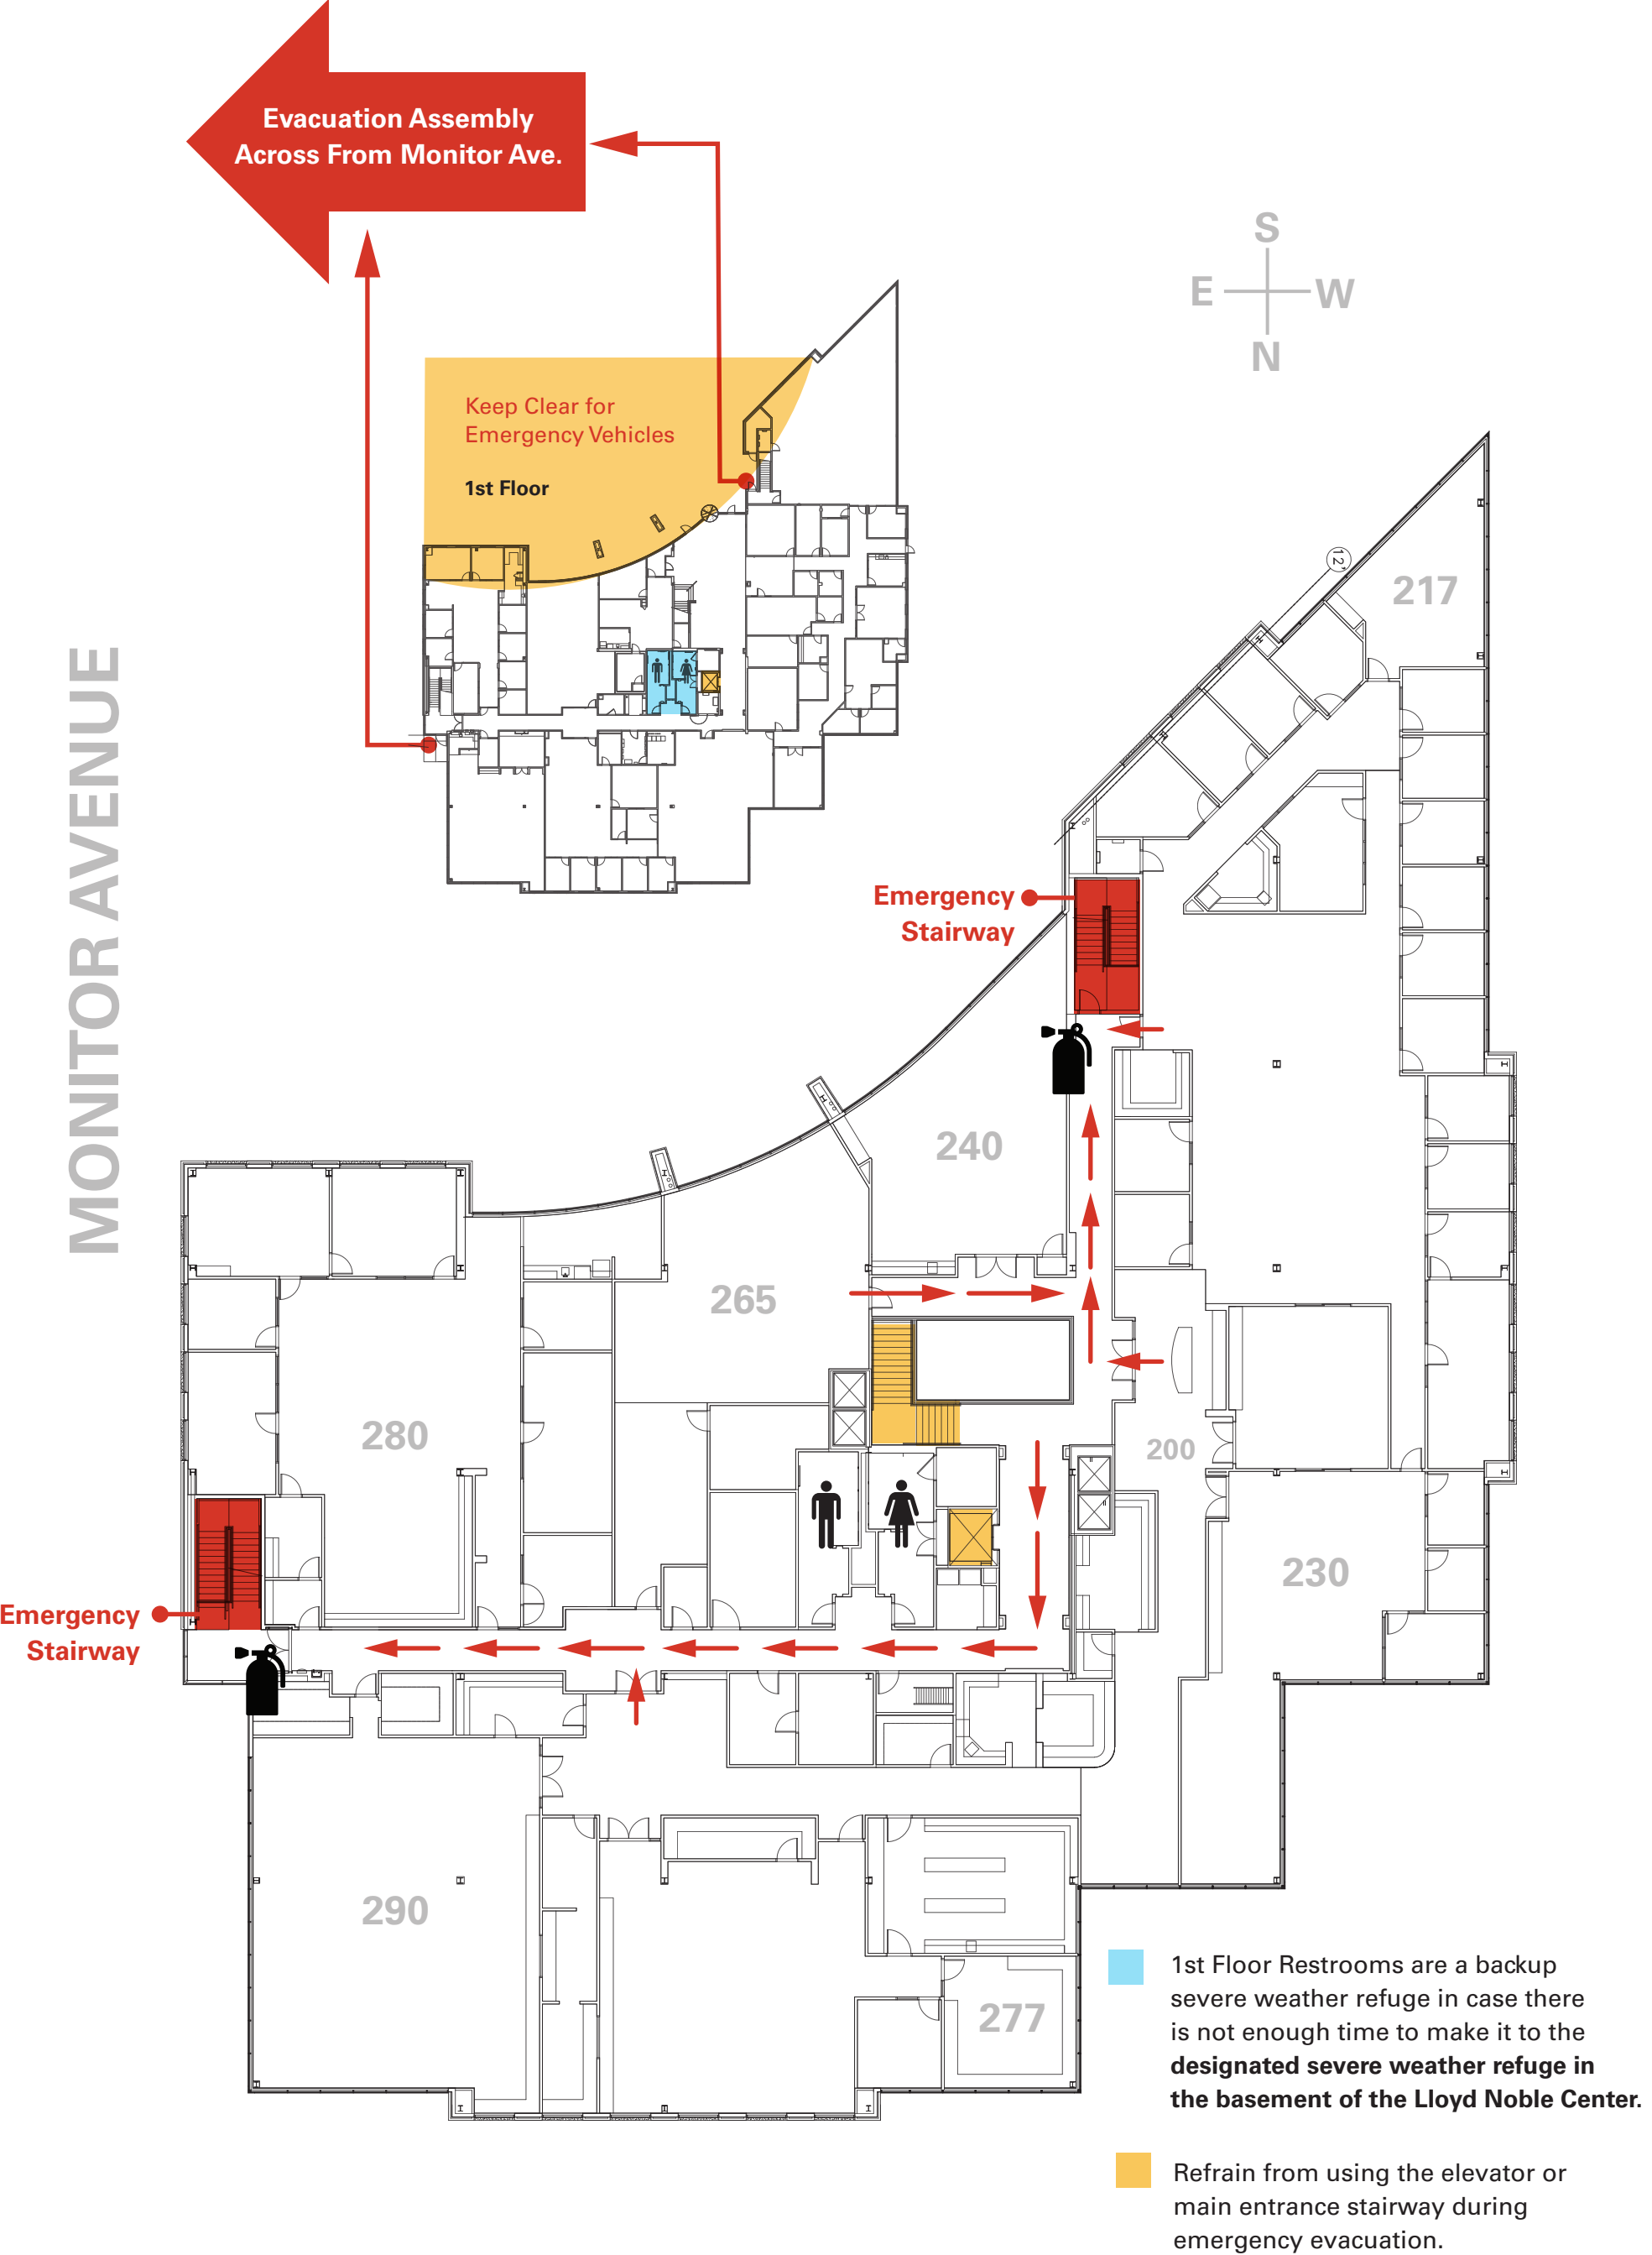 Evacuation Assembly
Across From Monitor Ave.
S
E
W
N
Keep Clear for
Emergency Vehicles
1st Floor
12'
217
MONITOR AVENUE
Emergency
Stairway
240
265
280
200
230
Emergency
Stairway
290
277
1st Floor Restrooms are a backup
severe weather refuge in case there
is not enough time to make it to the
designated severe weather refuge in
the basement of the Lloyd Noble Center.
Refrain from using the elevator or
main entrance stairway during
emergency evacuation.